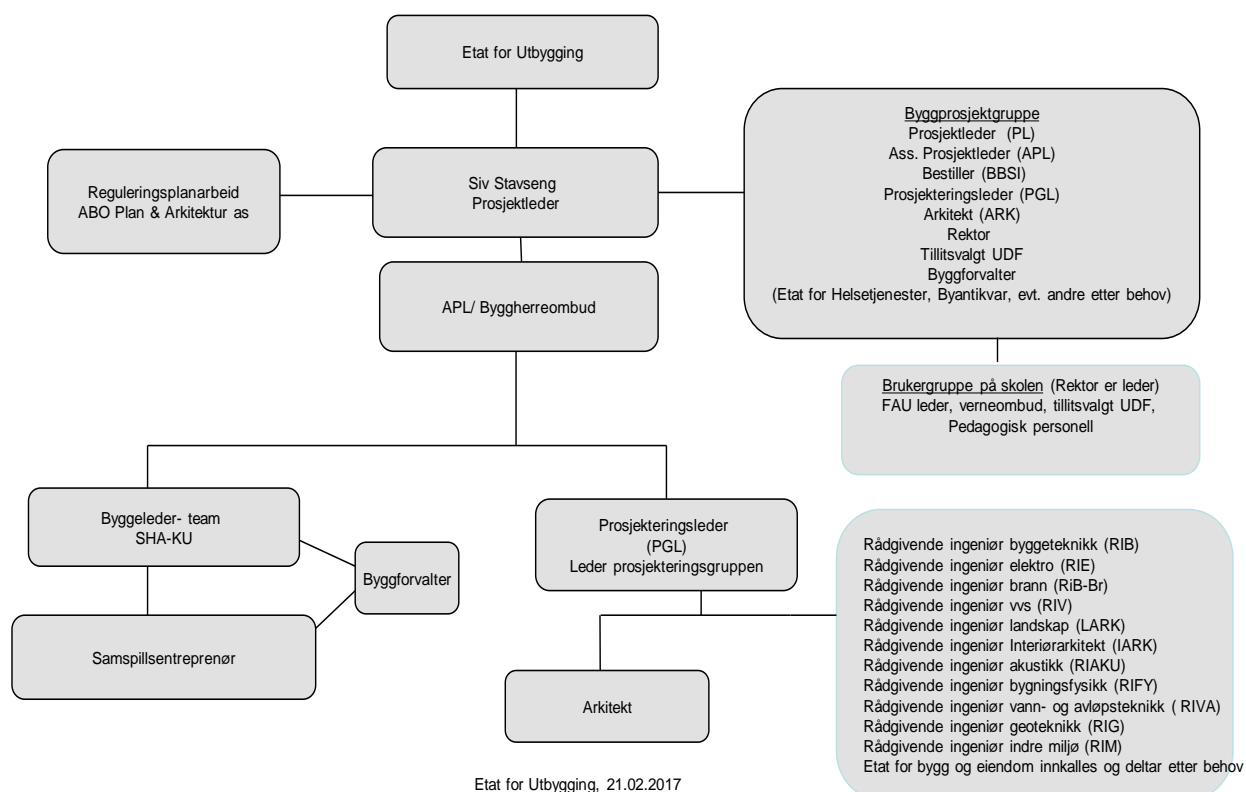 Etat for Utbygging
Byggprosjektgruppe
Prosjektleder (PL)
Ass. Prosjektleder (APL)
Bestiller (BBSI)
Prosjekteringsleder (PGL)
Arkitekt (ARK)
Rektor
Tillitsvalgt UDF
Byggforvalter
(Etat for Helsetjenester, Byantikvar, evt. andre etter behov)
Reguleringsplanarbeid
ABO Plan & Arkitektur as
Siv Stavseng
Prosjektleder
APL/ Byggherreombud
Brukergruppe på skolen (Rektor er leder)
FAU leder, verneombud, tillitsvalgt UDF,
Pedagogisk personell
Byggeleder- team
SHA-KU
Byggforvalter
Samspillsentreprenør
Prosjekteringsleder
(PGL)
Leder prosjekteringsgruppen
Arkitekt
Rådgivende ingeniør byggeteknikk (RIB)
Rådgivende ingeniør elektro (RIE)
Rådgivende ingeniør brann (RiB-Br)
Rådgivende ingeniør vvs (RIV)
Rådgivende ingeniør landskap (LARK)
Rådgivende ingeniør Interiørarkitekt (IARK)
Rådgivende ingeniør akustikk (RIAKU)
Rådgivende ingeniør bygningsfysikk (RIFY)
Rådgivende ingeniør vann- og avløpsteknikk ( RIVA)
Rådgivende ingeniør geoteknikk (RIG)
Rådgivende ingeniør indre miljø (RIM)
Etat for bygg og eiendom innkalles og deltar etter behov
Etat for Utbygging, 21.02.2017